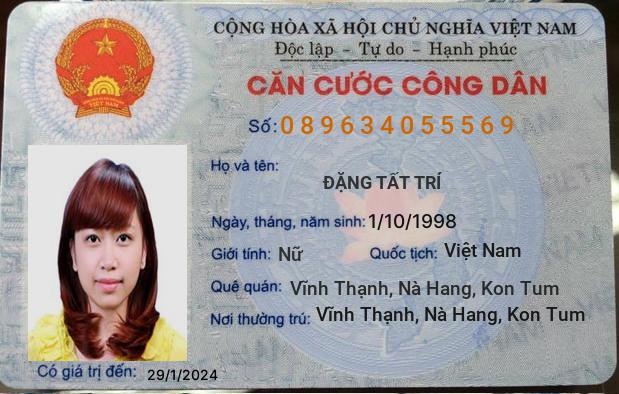 CỘNG HÒA XÃ HỘI CHỦ NGHĨA VIỆT NAM
Độc lập - Tự do - Hạnh phúc
CĂN CƯỚC CÔNG DÂN
Số: 089634055569
Họ và tên:
ĐẶNG TẤT TRÍ
Ngày, tháng, năm sinh: 1/10/1998
Giới tính: Nữ Quốc tịch: Việt Nam
Quê quán: Vĩnh Thạnh, Nà Hang, Kon Tum
Nơi thường trú: Vĩnh Thạnh, Nà Hang, Kon Tum
Có giá trị đến: 29/1/2024
VIỆT NAM